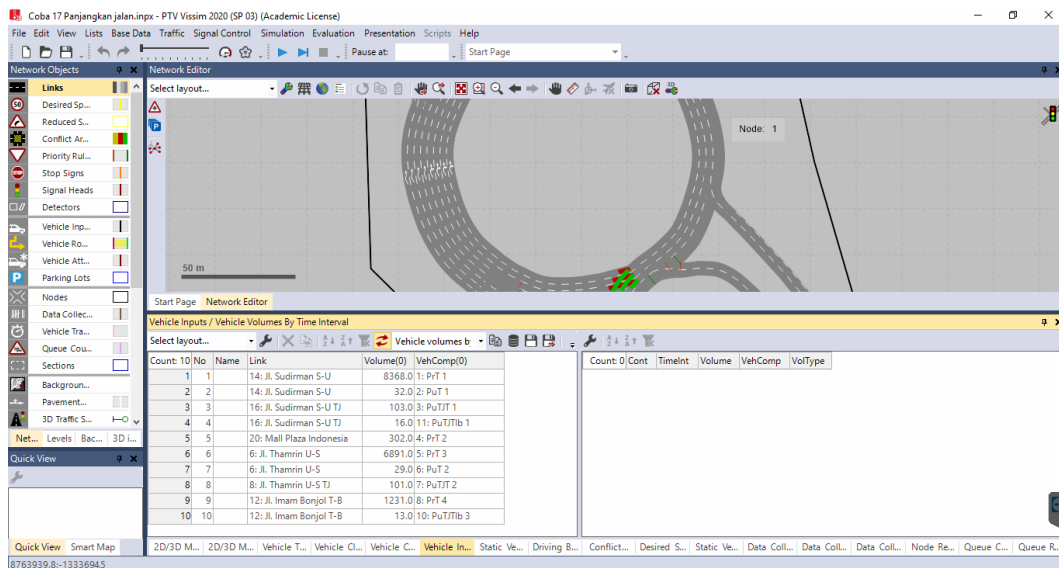 Coba 17 Panjangkan jalan.inpx - PTV Vissim 2020 (SP 03) (Academic License)
File Edit View Lists Base Data Traffic Signal Control Simulation Evaluation Presentation Scripts Help
Pause at: Start Page
Network Objects
Network Editor
Select layout...
Links
Desired Sp...
Reduced S...
Conflict Ar...
Priority Rul...
Stop Signs
Signal Heads
Detectors
Vehicle Inp...
Vehicle Ro...
Vehicle Att...
Parking Lots
Nodes
Data Collec...
Vehicle Tra...
Queue Cou...
Sections
Backgroun...
Pavement...
3D Traffic S...
Net... Levels Bac... 3D i...
Quick View
Quick View Smart Map
Node: 1
50 m
Start Page Network Editor
Vehicle Inputs / Vehicle Volumes By Time Interval
Select layout... Vehicle volumes b
Count: 10 No Name Link Volume(0) VehComp(0)
1 1 14: Jl. Sudirman S-U 8368.0 1: PrT 1
2 2 14: Jl. Sudirman S-U 32.0 2: PuT 1
3 3 16: Jl. Sudirman S-U TJ 103.0 3: PuTJT 1
4 4 16: Jl. Sudirman S-U TJ 16.0 11: PuTJTlb 1
5 5 20: Mall Plaza Indonesia 302.0 4: PrT 2
6 6 6: Jl. Thamrin U-S 6891.0 5: PrT 3
7 7 6: Jl. Thamrin U-S 29.0 6: PuT 2
8 8 8: Jl. Thamrin U-S TJ 101.0 7: PuTJT 2
9 9 12: Jl. Imam Bonjol T-B 1231.0 8: PrT 4
10 10 12: Jl. Imam Bonjol T-B 13.0 10: PuTJTlb 3
Count: 0 Cont TimeInt Volume VehComp VolType
2D/3D M... 2D/3D M... Vehicle T... Vehicle Cl... Vehicle C... Vehicle In... Static Ve... Driving B... Conflict... Desired S... Static Ve... Data Coll... Data Coll... Data Coll... Node Re... Queue C... Queue R...
8763939.8:-1333694.5